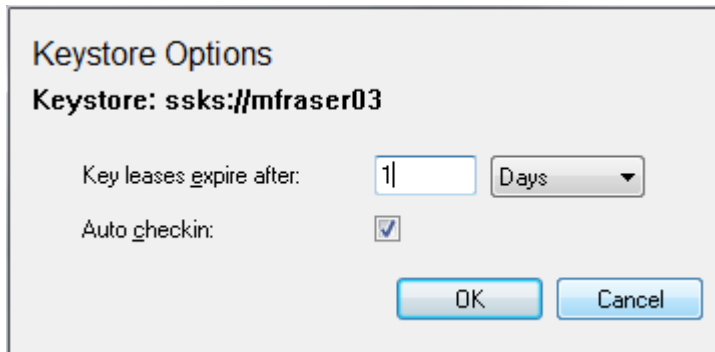 Keystore Options
Keystore: ssks://mfraser03
Key leases expire after: 1 Days
Auto checkin:
OK Cancel